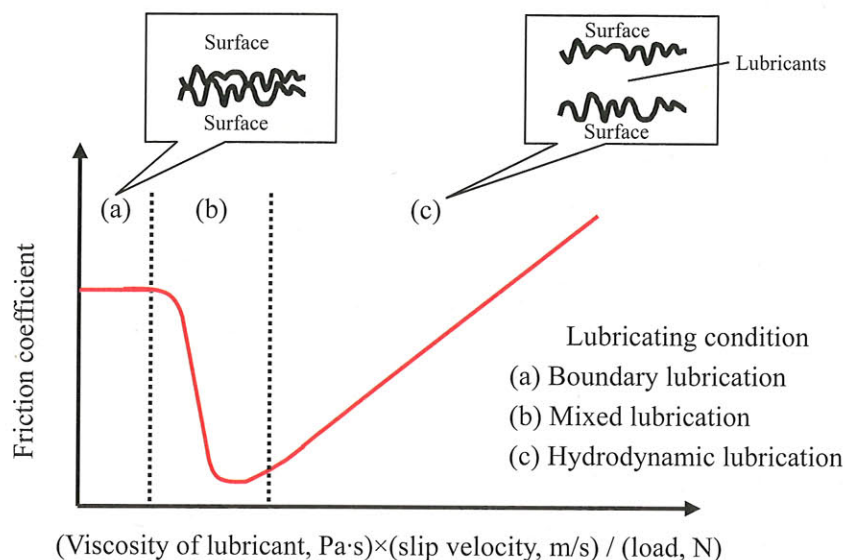 Surface
Surface
Surface
Lubricants
Surface
(a)
(b)
(c)
Friction coefficient
Lubricating condition
(a) Boundary lubrication
(b) Mixed lubrication
(c) Hydrodynamic lubrication
(Viscosity of lubricant, Pa·s)×(slip velocity, m/s) / (load, N)